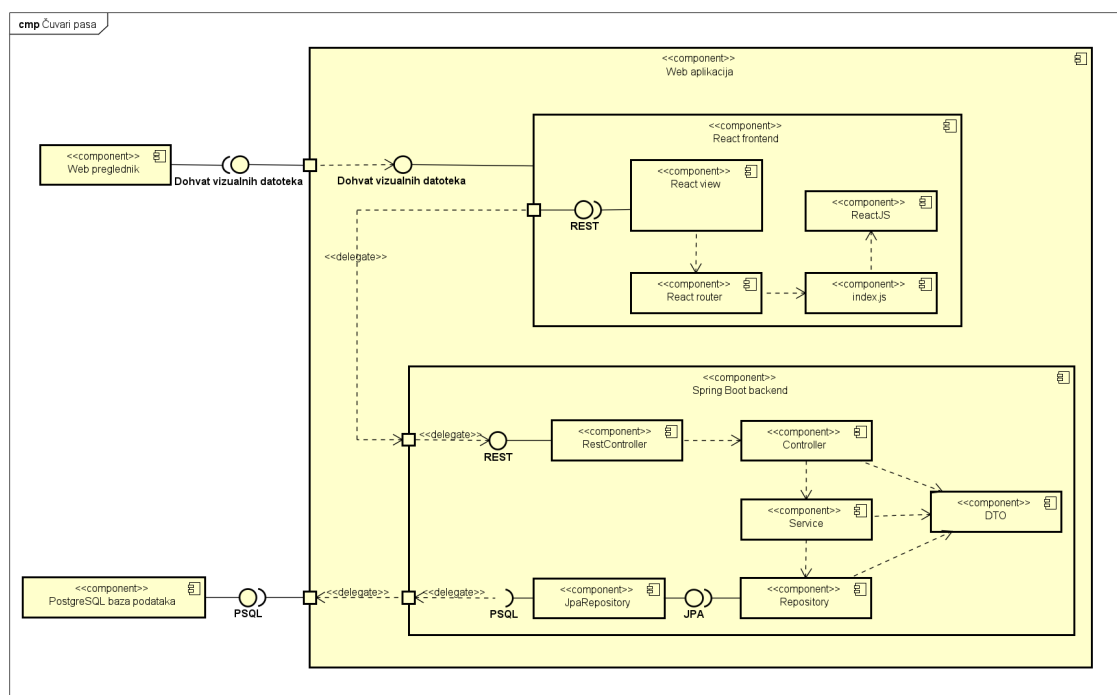 cmp Čuvari pasa
<<component>>
Web aplikacija
<<component>>
React frontend
<<component>>
Web preglednik
Dohvat vizualnih datoteka
Dohvat vizualnih datoteka
<<component>>
React view
<<component>>
ReactJS
REST
<<delegate>>
<<component>>
React router
<<component>>
index.js
<<component>>
Spring Boot backend
<<delegate>>
REST
<<component>>
RestController
<<component>>
Controller
<<component>>
Service
<<component>>
DTO
<<component>>
PostgreSQL baza podataka
PSQL
<<delegate>>
<<delegate>>
PSQL
<<component>>
JpaRepository
JPA
<<component>>
Repository